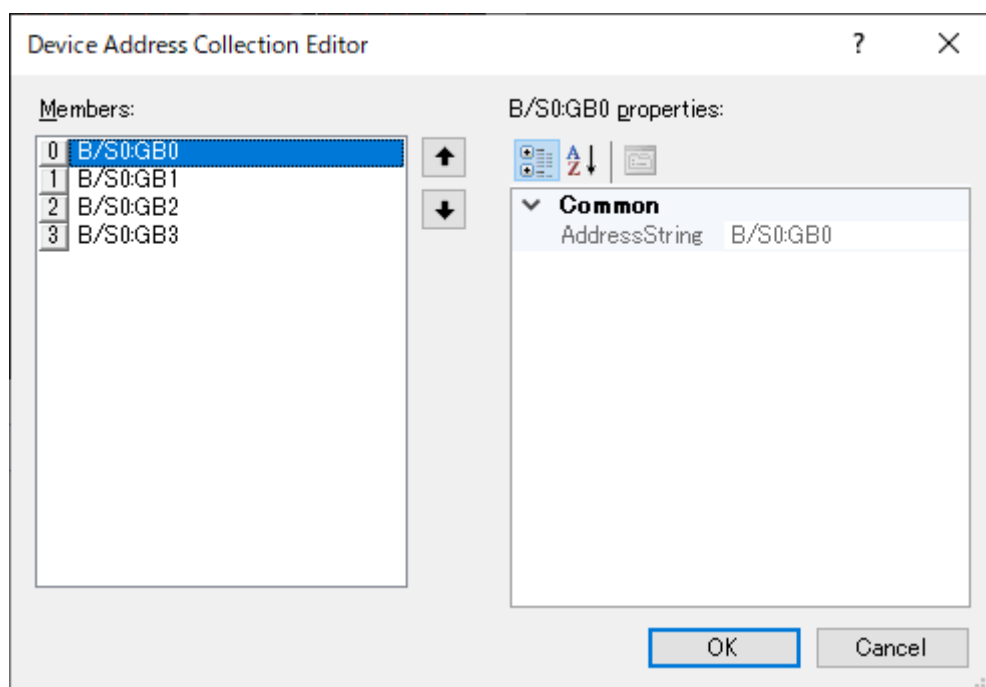 Device Address Collection Editor
?
Members:
0 B/S0:GB0
1 B/S0:GB1
2 B/S0:GB2
3 B/S0:GB3
B/S0:GB0 properties:
A
Z
Common
AddressString B/S0:GB0
OK
Cancel